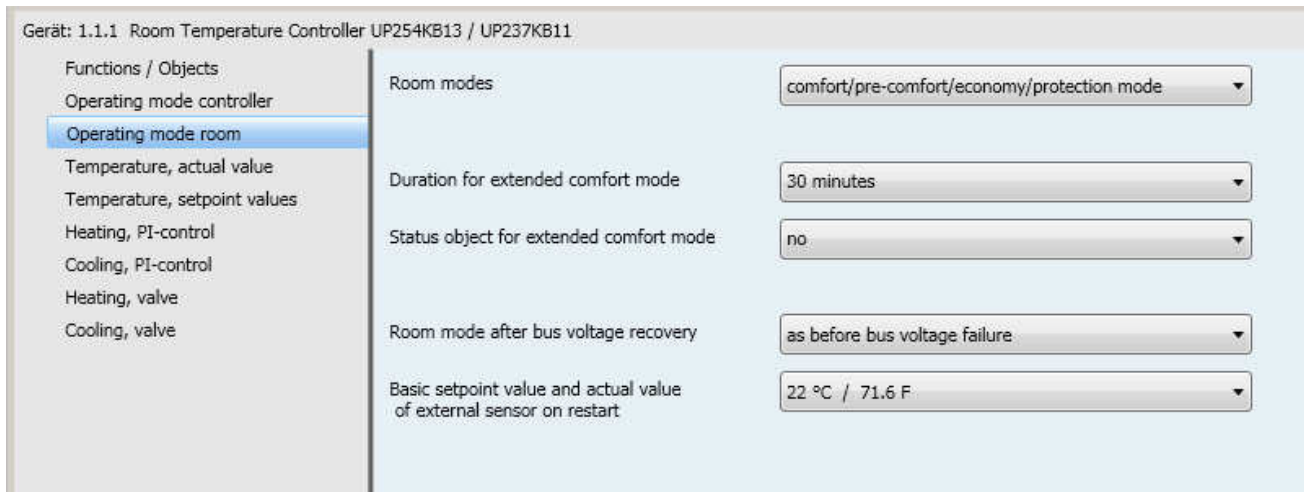 Gerät: 1.1.1 Room Temperature Controller UP254KB13 / UP237KB11
Functions / Objects
Operating mode controller
Operating mode room
Temperature, actual value
Temperature, setpoint values
Heating, PI-control
Cooling, PI-control
Heating, valve
Cooling, valve
Room modes
comfort/pre-comfort/economy/protection mode
Duration for extended comfort mode
30 minutes
Status object for extended comfort mode
no
Room mode after bus voltage recovery
as before bus voltage failure
Basic setpoint value and actual value
of external sensor on restart
22 °C / 71.6 F